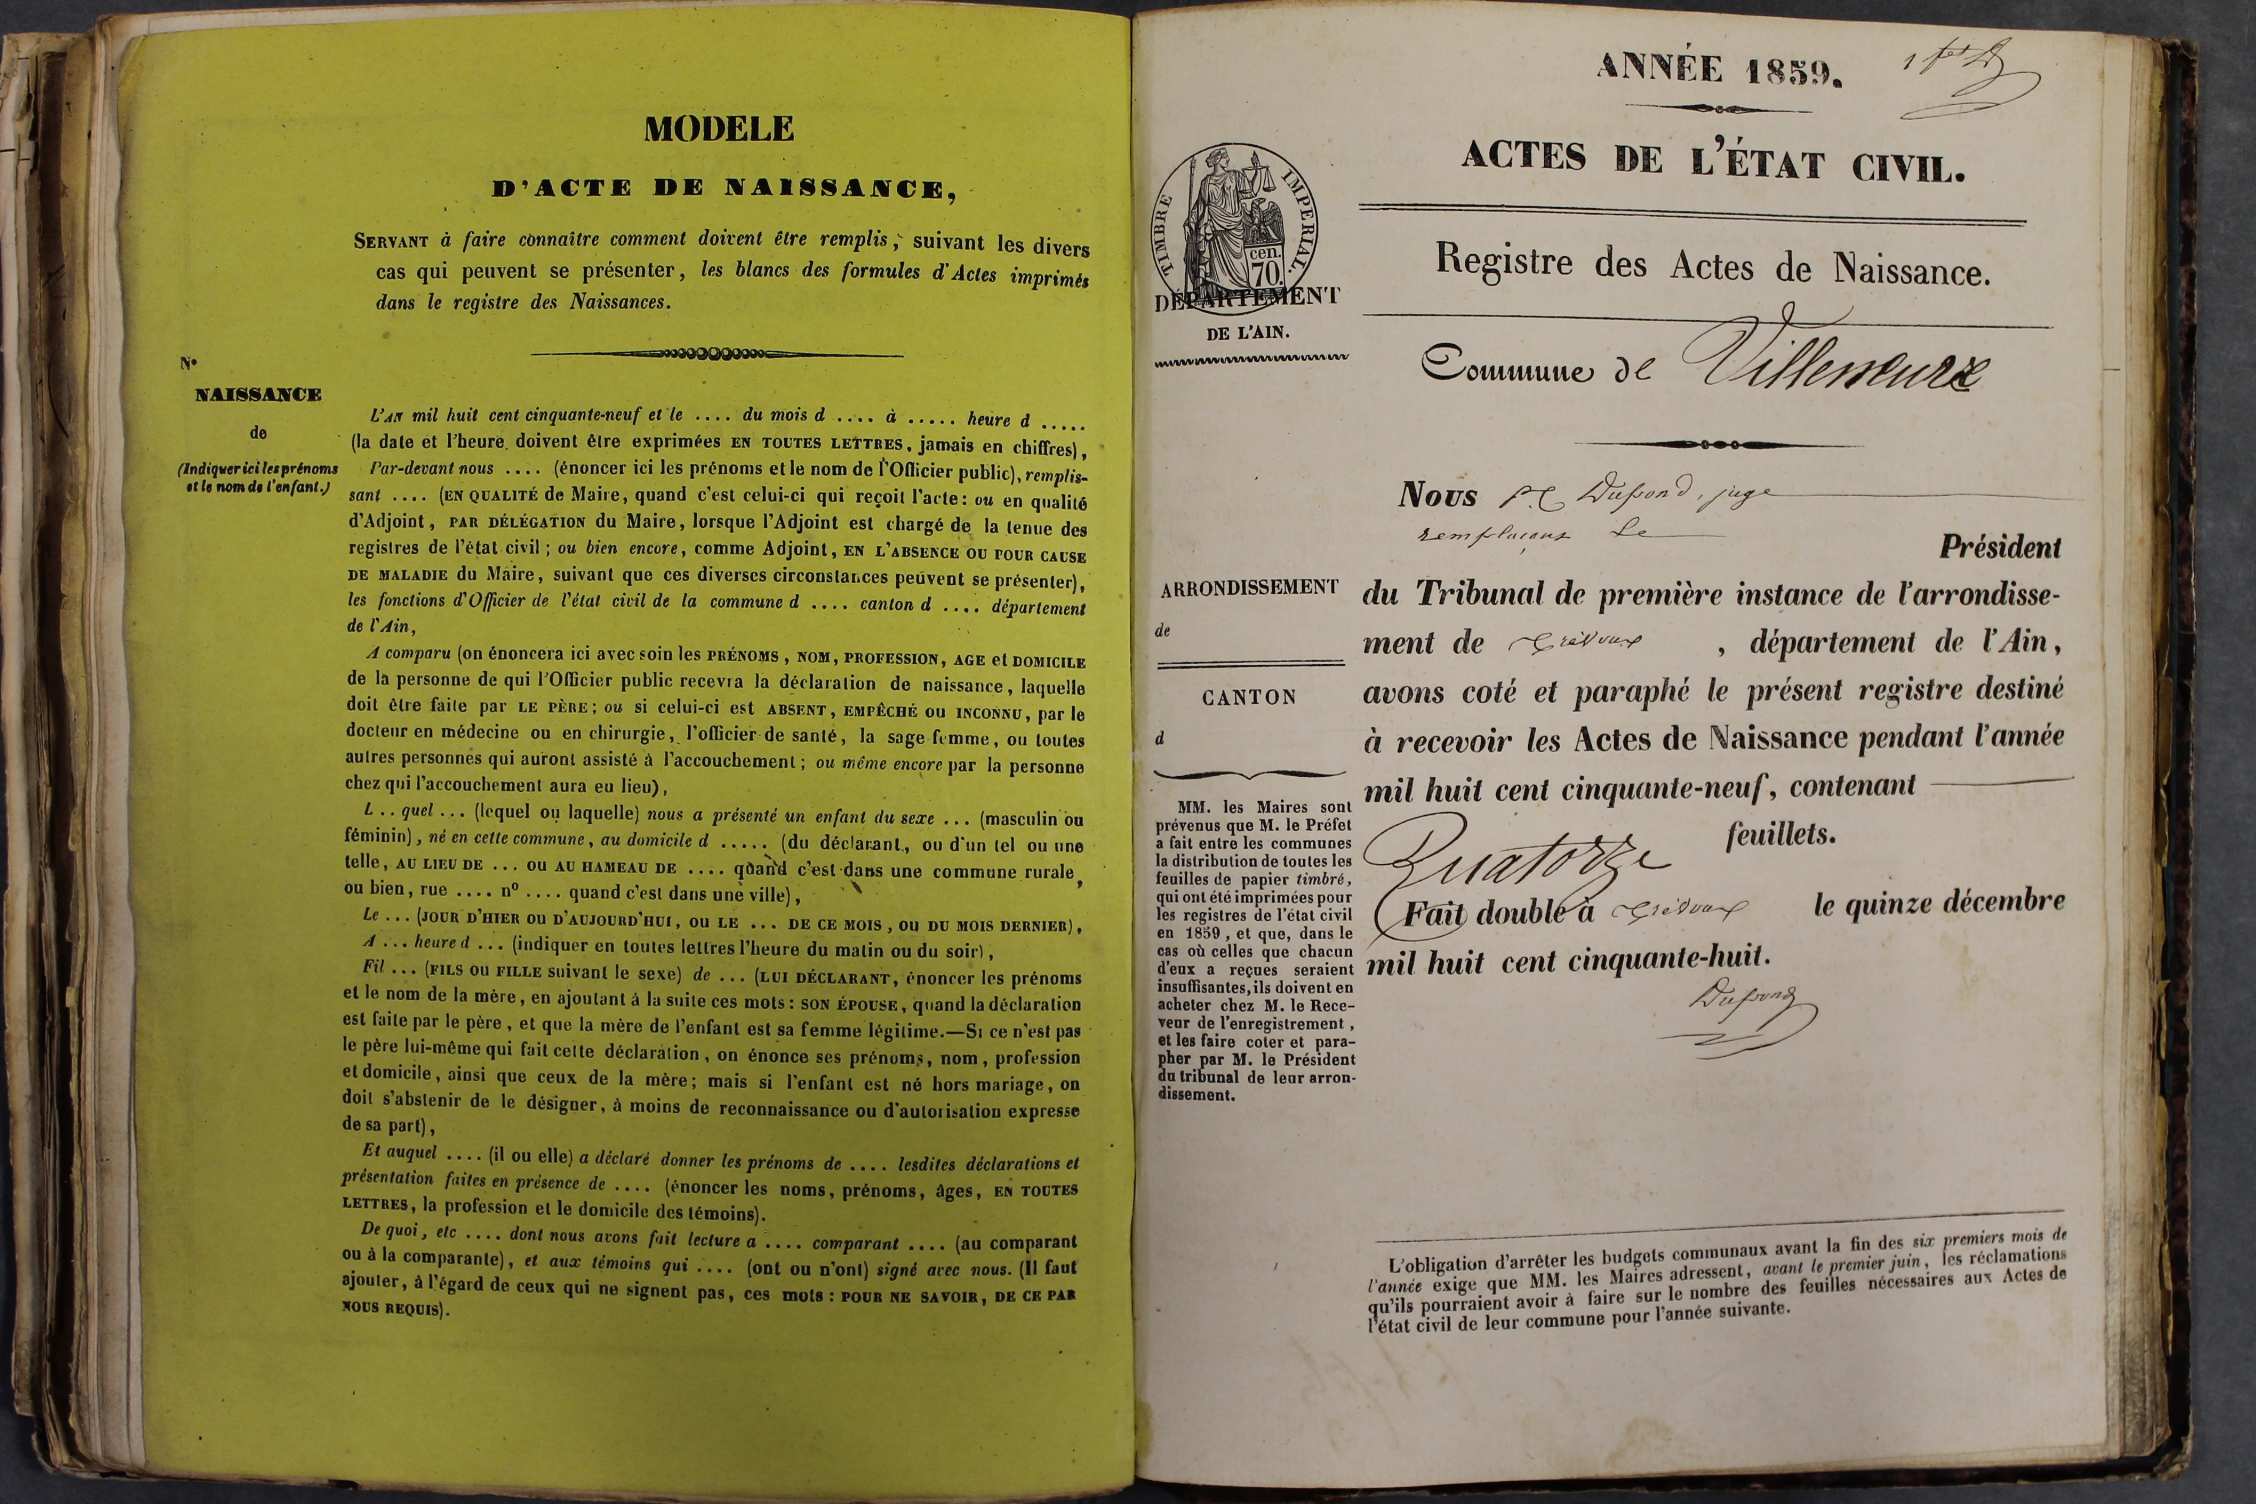 MODELE
D'ACTE DE NAISSANCE,
SERVANT à faire connaître comment doivent être remplis, suivant les divers
cas qui peuvent se présenter, les blancs des formules d'Actes imprimés
dans le registre des Naissances.
N°
NAISSANCE
de
(Indiquer ici les prénoms
et le nom de l'enfant.)
L'AN mil huit cent cinquante-neuf et le .... du mois d .... à ..... heure d .....
(la date et l'heure doivent être exprimées EN TOUTES LETTRES, jamais en chiffres),
Par-devant nous .... (énoncer ici les prénoms et le nom de l'Officier public), remplis-
sant .... (EN QUALITÉ de Maire, quand c'est celui-ci qui reçoit l'acte: ou en qualité
d'Adjoint, PAR DÉLÉGATION du Maire, lorsque l'Adjoint est chargé de la tenue des
registres de l'état civil; ou bien encore, comme Adjoint, EN L'ABSENCE OU POUR CAUSE
DE MALADIE du Maire, suivant que ces diverses circonstances peuvent se présenter),
les fonctions d'Officier de l'état civil de la commune d .... canton d .... département
de l'Ain,
A comparu (on énoncera ici avec soin les PRÉNOMS, NOM, PROFESSION, AGE et DOMICILE
de la personne de qui l'Officier public recevra la déclaration de naissance, laquelle
doit être faite par LE PÈRE; ou si celui-ci est ABSENT, EMPÊCHÉ OU INCONNU, par le
docteur en médecine ou en chirurgie, l'officier de santé, la sage femme, ou toutes
autres personnes qui auront assisté à l'accouchement; ou même encore par la personne
chez qui l'accouchement aura eu lieu),
L .. quel ... (lequel ou laquelle) nous a présenté un enfant du sexe ... (masculin ou
féminin), né en cette commune, au domicile d ..... (du déclarant, ou d'un tel ou une
telle, AU LIEU DE ... OU AU HAMEAU DE .... quand c'est dans une commune rurale,
ou bien, rue .... n° .... quand c'est dans une ville),
Le ... (JOUR D'HIER OU D'AUJOURD'HUI, OU LE ... DE CE MOIS, OU DU MOIS DERNIER),
A ... heure d ... (indiquer en toutes lettres l'heure du matin ou du soir),
Fil ... (FILS OU FILLE suivant le sexe) de ... (LUI DÉCLARANT, énoncer les prénoms
et le nom de la mère, en ajoutant à la suite ces mots: SON ÉPOUSE, quand la déclaration
est faite par le père, et que la mère de l'enfant est sa femme légitime.—Si ce n'est pas
le père lui-même qui fait cette déclaration, on énonce ses prénoms, nom, profession
et domicile, ainsi que ceux de la mère; mais si l'enfant est né hors mariage, on
doit s'abstenir de le désigner, à moins de reconnaissance ou d'autorisation expresse
de sa part),
Et auquel .... (il ou elle) a déclaré donner les prénoms de .... lesdites déclarations et
présentation faites en présence de .... (énoncer les noms, prénoms, âges, EN TOUTES
LETTRES, la profession et le domicile des témoins).
De quoi, etc .... dont nous avons fait lecture a .... comparant .... (au comparant
ou à la comparante), et aux témoins qui .... (ont ou n'ont) signé avec nous. (Il faut
ajouter, à l'égard de ceux qui ne signent pas, ces mots: POUR NE SAVOIR, DE CE PAR
NOUS REQUIS).
ANNÉE 1859.
ACTES DE L'ÉTAT CIVIL.
TIMBRE IMPERIAL.
cen.
70.
DÉPARTEMENT
DE L'AIN.
Registre des Actes de Naissance.
Commune de Villeneuve
Nous P. C Dupond, juge
remplaçant Le
Président
du Tribunal de première instance de l'arrondisse-
ment de Trévoux, département de l'Ain,
avons coté et paraphé le présent registre destiné
à recevoir les Actes de Naissance pendant l'année
mil huit cent cinquante-neuf, contenant
Quatorze feuillets.
Fait double à Trévoux le quinze décembre
mil huit cent cinquante-huit.
Dupond
ARRONDISSEMENT
de
CANTON
d
MM. les Maires sont
prévenus que M. le Préfet
a fait entre les communes
la distribution de toutes les
feuilles de papier timbré,
qui ont été imprimées pour
les registres de l'état civil
en 1859, et que, dans le
cas où celles que chacun
d'eux a reçues seraient
insuffisantes, ils doivent en
acheter chez M. le Rece-
veur de l'enregistrement,
et les faire coter et para-
pher par M. le Président
du tribunal de leur arron-
dissement.
L'obligation d'arrêter les budgets communaux avant la fin des six premiers mois de
l'année exige que MM. les Maires adressent, avant le premier juin, les réclamations
qu'ils pourraient avoir à faire sur le nombre des feuilles nécessaires aux Actes de
l'état civil de leur commune pour l'année suivante.